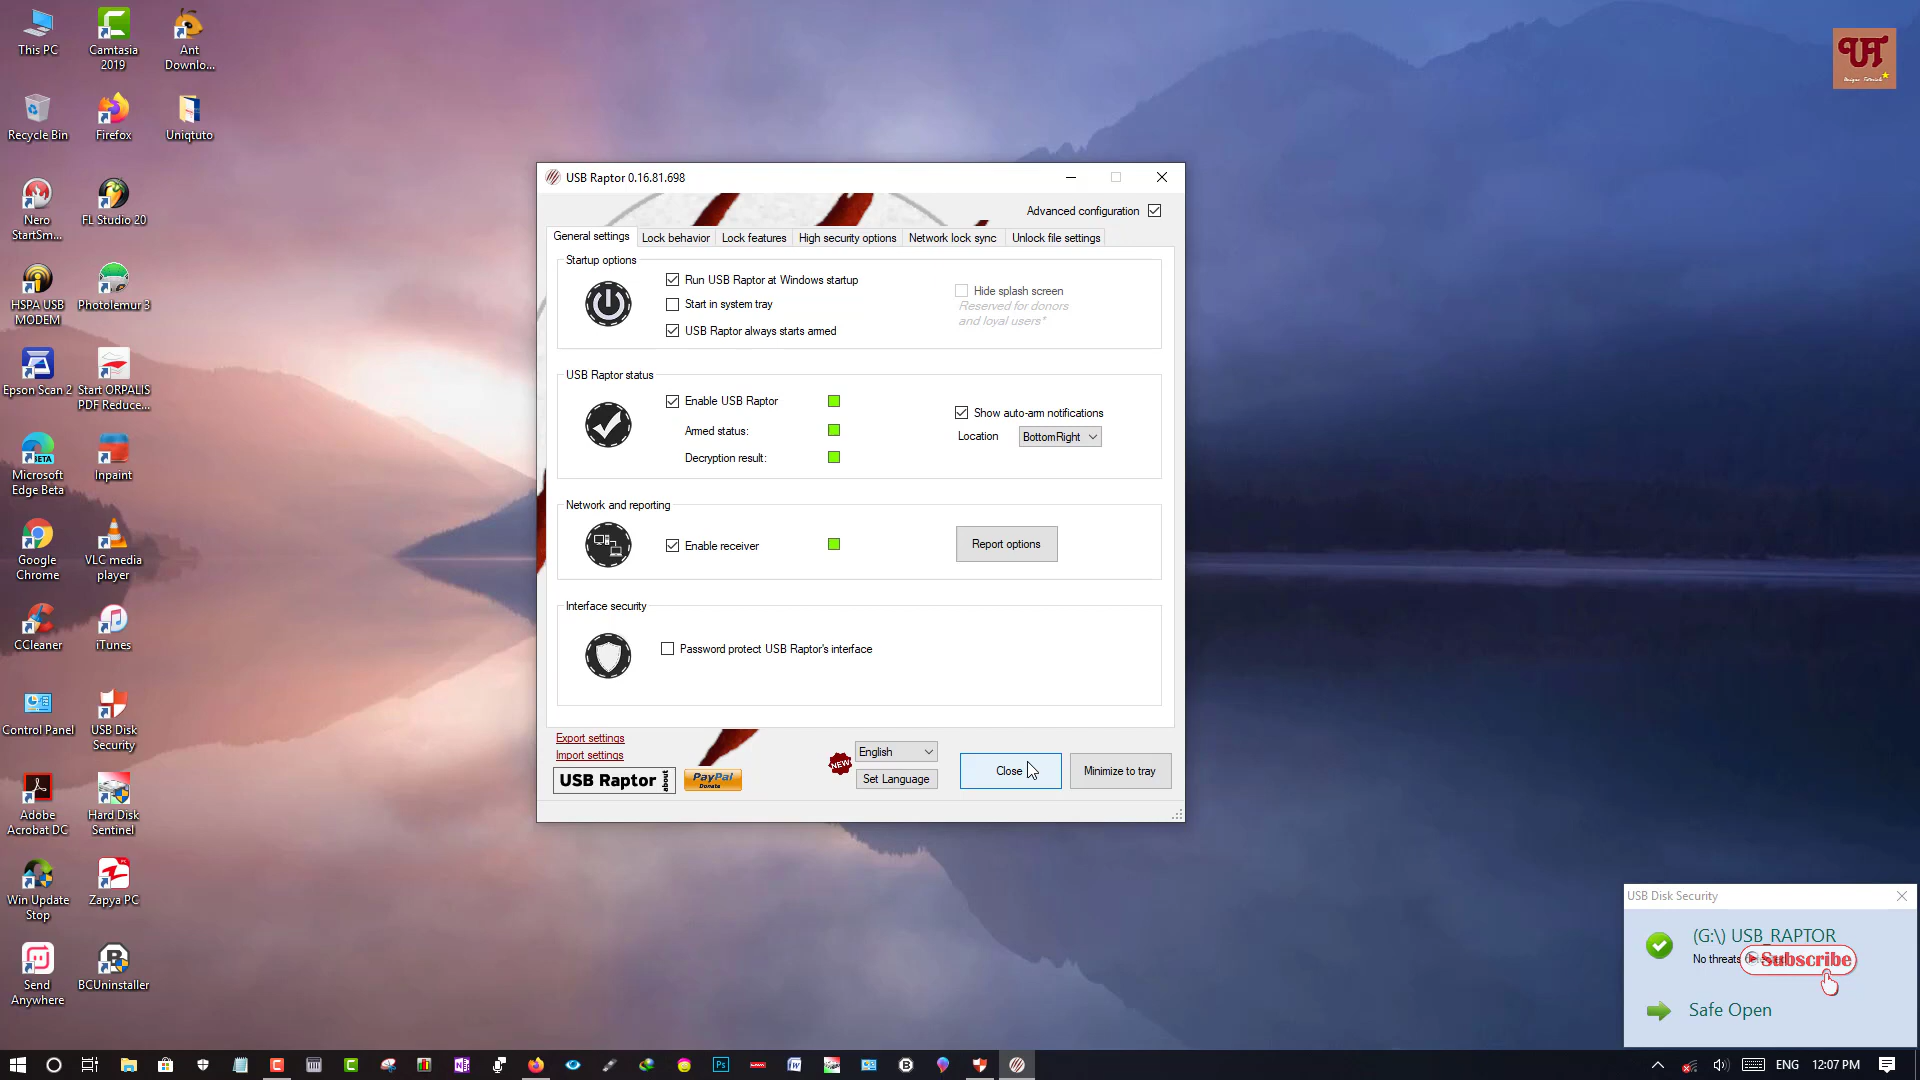 This PC
Camtasia
2019
Ant
Downlo...
Recycle Bin
Firefox
Uniqtuto
Nero
StartSm...
FL Studio 20
HSPA USB
MODEM
Photolemur 3
Epson Scan 2
Start ORPALIS
PDF Reduce...
Microsoft
Edge Beta
Inpaint
Google
Chrome
VLC media
player
CCleaner
iTunes
Control Panel
USB Disk
Security
Adobe
Acrobat DC
Hard Disk
Sentinel
Win Update
Stop
Zapya PC
Send
Anywhere
BCUninstaller
UT
Unique Tutorials
USB Raptor 0.16.81.698
Advanced configuration
General settings
Lock behavior
Lock features
High security options
Network lock sync
Unlock file settings
Startup options
Run USB Raptor at Windows startup
Start in system tray
USB Raptor always starts armed
Hide splash screen
Reserved for donors
and loyal users*
USB Raptor status
Enable USB Raptor
Armed status:
Decryption result:
Show auto-arm notifications
Location
BottomRight
Network and reporting
Enable receiver
Report options
Interface security
Password protect USB Raptor's interface
Export settings
Import settings
USB Raptor
about
PayPal
Donate
NEW
English
Set Language
Close
Minimize to tray
USB Disk Security
(G:\) USB_RAPTOR
No threats
Subscribe
Safe Open
ENG
12:07 PM